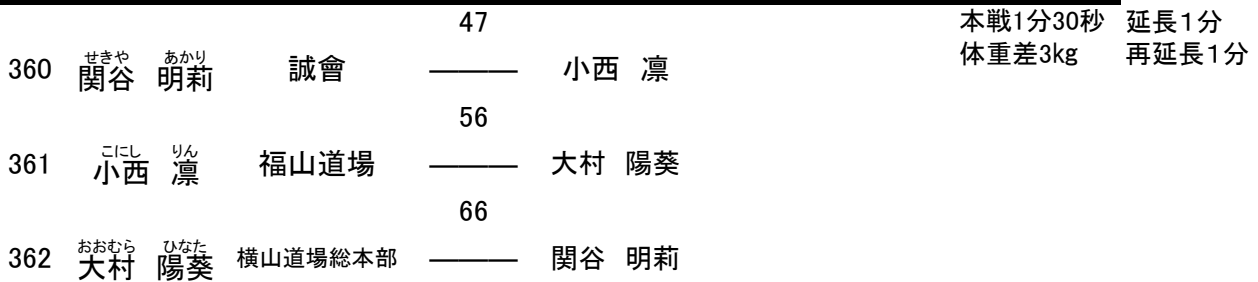 47
本戦1分30秒 延長1分
体重差3kg 再延長1分
せきや あかり
360 関谷 明莉 誠會 ――― 小西 凛
56
こにし りん
361 小西 凛 福山道場 ――― 大村 陽葵
66
おおむら ひなた
362 大村 陽葵 横山道場総本部 ――― 関谷 明莉